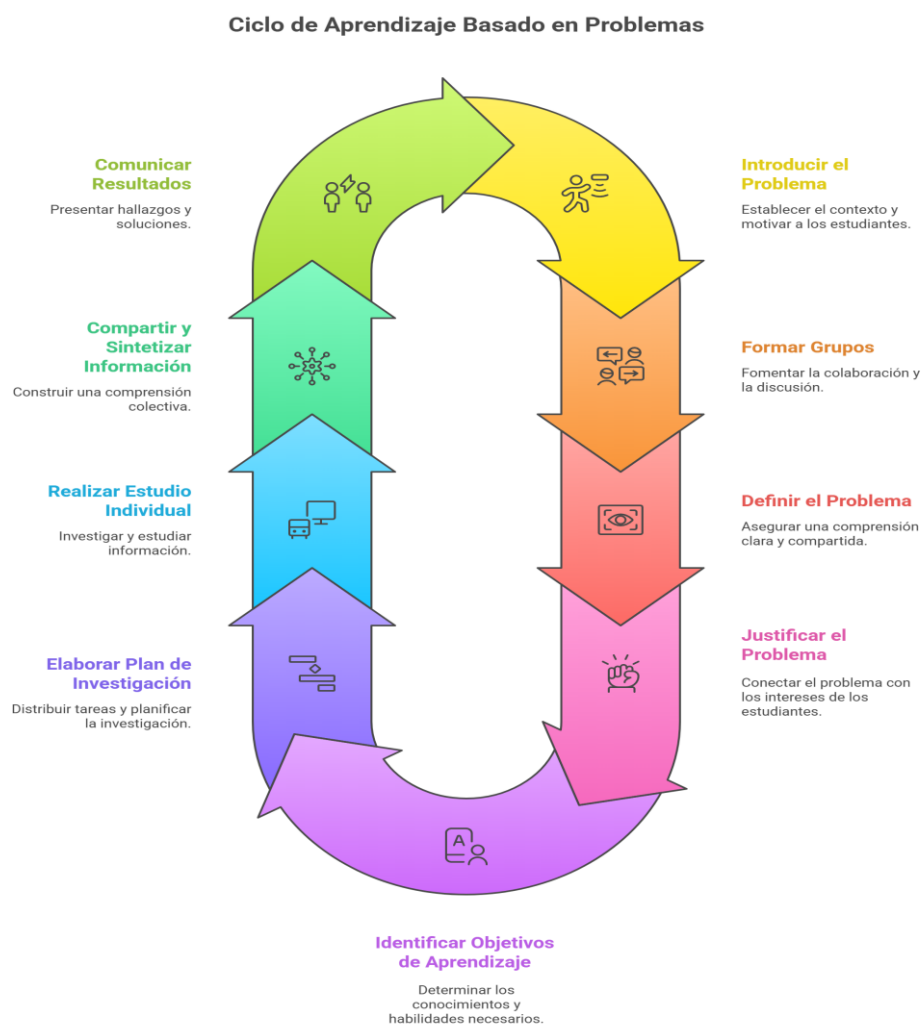 Ciclo de Aprendizaje Basado en Problemas
Introducir el
Problema
Establecer el contexto y
motivar a los estudiantes.
Formar Grupos
Fomentar la colaboración y
la discusión.
Definir el Problema
Asegurar una comprensión
clara y compartida.
Justificar el
Problema
Conectar el problema con
los intereses de los
estudiantes.
A
Identificar Objetivos
de Aprendizaje
Determinar los
conocimientos y
habilidades necesarios.
Elaborar Plan de
Investigación
Distribuir tareas y planificar
la investigación.
Realizar Estudio
Individual
Investigar y estudiar
información.
Compartir y
Sintetizar
Información
Construir una comprensión
colectiva.
Comunicar
Resultados
Presentar hallazgos y
soluciones.